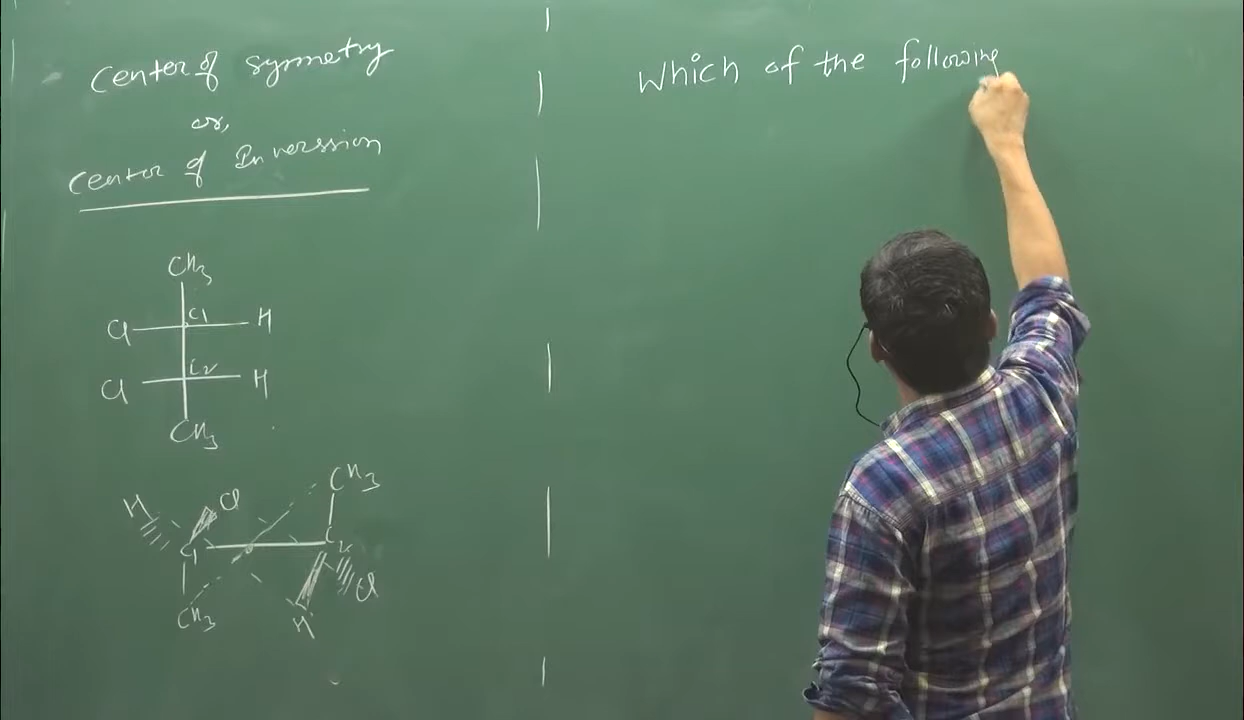 Center of Symmetry
or,
Center of Inverssion
CH3
Cl C1 H
Cl C2 H
CH3
CH3
H Cl
C1 C2
Cl
CH3 H
Which of the following